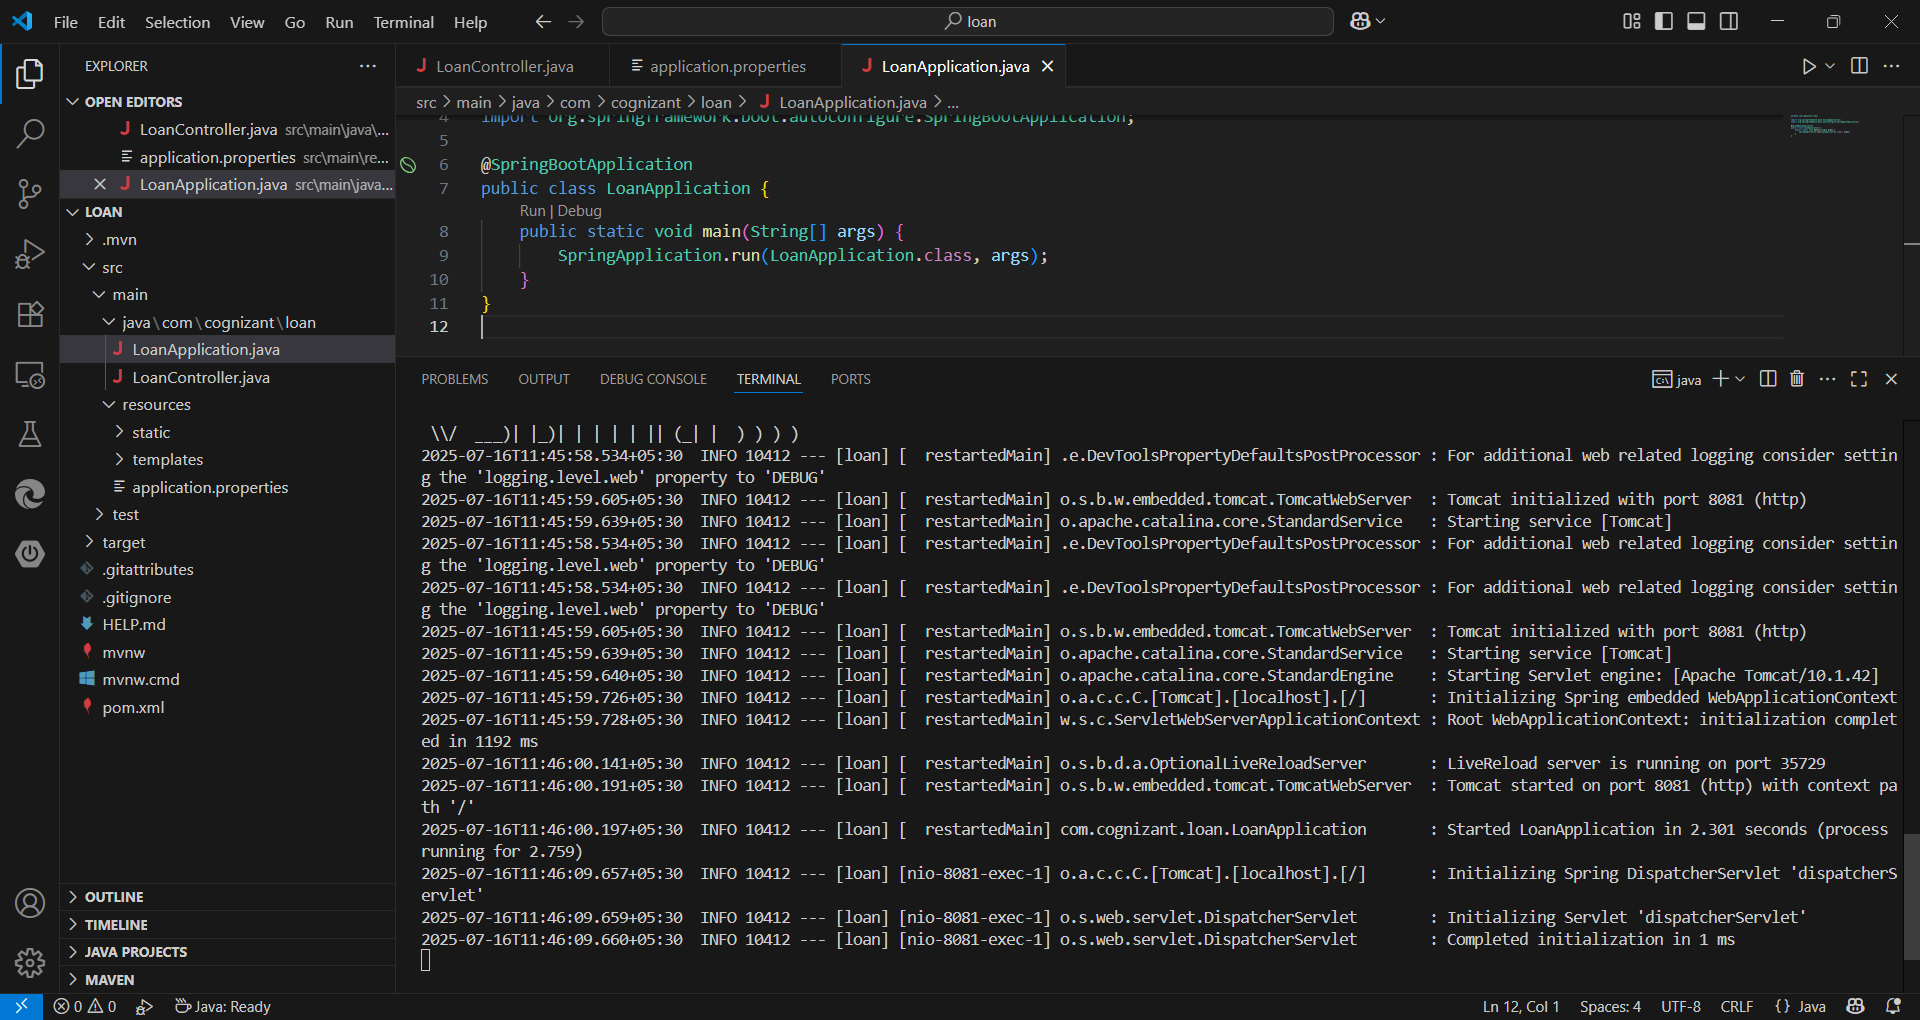 File Edit Selection View Go Run Terminal Help
loan
EXPLORER
OPEN EDITORS
LoanController.java src\main\java\...
application.properties src\main\re...
LoanApplication.java src\main\java...
LOAN
.mvn
src
main
java\com\cognizant\loan
LoanApplication.java
LoanController.java
resources
static
templates
application.properties
test
target
.gitattributes
.gitignore
HELP.md
mvnw
mvnw.cmd
pom.xml
OUTLINE
TIMELINE
JAVA PROJECTS
MAVEN
LoanController.java
application.properties
LoanApplication.java
src > main > java > com > cognizant > loan > LoanApplication.java > ...
4 import org.springframework.boot.autoconfigure.SpringBootApplication;
5
6 @SpringBootApplication
7 public class LoanApplication {
Run | Debug
8 public static void main(String[] args) {
9 SpringApplication.run(LoanApplication.class, args);
10 }
11 }
12
PROBLEMS OUTPUT DEBUG CONSOLE TERMINAL PORTS
java
\\/  ___)| |_)| | | | | || (_| |  ) ) ) )
2025-07-16T11:45:58.534+05:30  INFO 10412 --- [loan] [  restartedMain] .e.DevToolsPropertyDefaultsPostProcessor : For additional web related logging consider settin
g the 'logging.level.web' property to 'DEBUG'
2025-07-16T11:45:59.605+05:30  INFO 10412 --- [loan] [  restartedMain] o.s.b.w.embedded.tomcat.TomcatWebServer  : Tomcat initialized with port 8081 (http)
2025-07-16T11:45:59.639+05:30  INFO 10412 --- [loan] [  restartedMain] o.apache.catalina.core.StandardService   : Starting service [Tomcat]
2025-07-16T11:45:58.534+05:30  INFO 10412 --- [loan] [  restartedMain] .e.DevToolsPropertyDefaultsPostProcessor : For additional web related logging consider settin
g the 'logging.level.web' property to 'DEBUG'
2025-07-16T11:45:58.534+05:30  INFO 10412 --- [loan] [  restartedMain] .e.DevToolsPropertyDefaultsPostProcessor : For additional web related logging consider settin
g the 'logging.level.web' property to 'DEBUG'
2025-07-16T11:45:59.605+05:30  INFO 10412 --- [loan] [  restartedMain] o.s.b.w.embedded.tomcat.TomcatWebServer  : Tomcat initialized with port 8081 (http)
2025-07-16T11:45:59.639+05:30  INFO 10412 --- [loan] [  restartedMain] o.apache.catalina.core.StandardService   : Starting service [Tomcat]
2025-07-16T11:45:59.640+05:30  INFO 10412 --- [loan] [  restartedMain] o.apache.catalina.core.StandardEngine    : Starting Servlet engine: [Apache Tomcat/10.1.42]
2025-07-16T11:45:59.726+05:30  INFO 10412 --- [loan] [  restartedMain] o.a.c.c.C.[Tomcat].[localhost].[/]       : Initializing Spring embedded WebApplicationContext
2025-07-16T11:45:59.728+05:30  INFO 10412 --- [loan] [  restartedMain] w.s.c.ServletWebServerApplicationContext : Root WebApplicationContext: initialization complet
ed in 1192 ms
2025-07-16T11:46:00.141+05:30  INFO 10412 --- [loan] [  restartedMain] o.s.b.d.a.OptionalLiveReloadServer       : LiveReload server is running on port 35729
2025-07-16T11:46:00.191+05:30  INFO 10412 --- [loan] [  restartedMain] o.s.b.w.embedded.tomcat.TomcatWebServer  : Tomcat started on port 8081 (http) with context pa
th '/'
2025-07-16T11:46:00.197+05:30  INFO 10412 --- [loan] [  restartedMain] com.cognizant.loan.LoanApplication       : Started LoanApplication in 2.301 seconds (process
running for 2.759)
2025-07-16T11:46:09.657+05:30  INFO 10412 --- [loan] [nio-8081-exec-1] o.a.c.c.C.[Tomcat].[localhost].[/]       : Initializing Spring DispatcherServlet 'dispatcherS
ervlet'
2025-07-16T11:46:09.659+05:30  INFO 10412 --- [loan] [nio-8081-exec-1] o.s.web.servlet.DispatcherServlet        : Initializing Servlet 'dispatcherServlet'
2025-07-16T11:46:09.660+05:30  INFO 10412 --- [loan] [nio-8081-exec-1] o.s.web.servlet.DispatcherServlet        : Completed initialization in 1 ms
0 0 Java: Ready
Ln 12, Col 1 Spaces: 4 UTF-8 CRLF {} Java